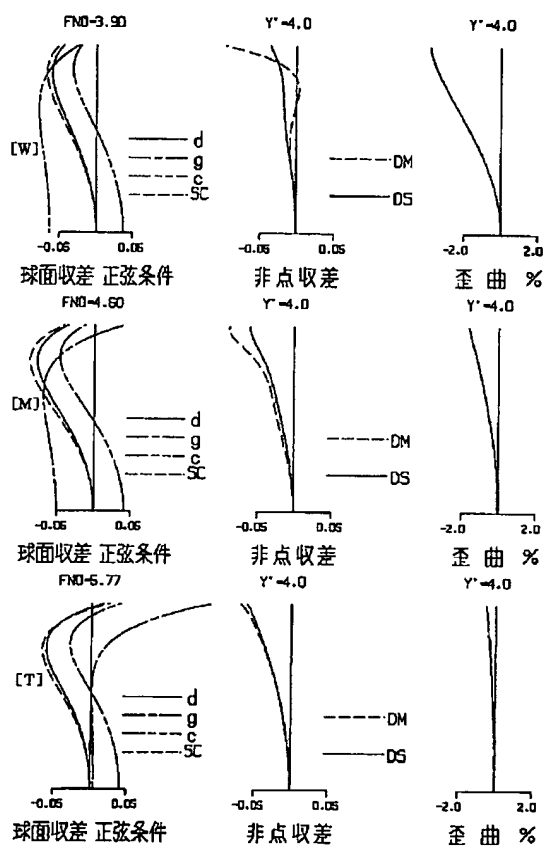 FNO=3.90 Y'=4.0 Y'=4.0
[W]
d
g
c
SC
DM
DS
-0.05 0.05 -0.05 0.05 -2.0 2.0
球面収差 正弦条件 非点収差 歪曲 %
FNO=4.60 Y'=4.0 Y'=4.0
[M]
d
g
c
SC
DM
DS
-0.05 0.05 -0.05 0.05 -2.0 2.0
球面収差 正弦条件 非点収差 歪曲 %
FNO=5.77 Y'=4.0 Y'=4.0
[T]
d
g
c
SC
DM
DS
-0.05 0.05 -0.05 0.05 -2.0 2.0
球面収差 正弦条件 非点収差 歪曲 %